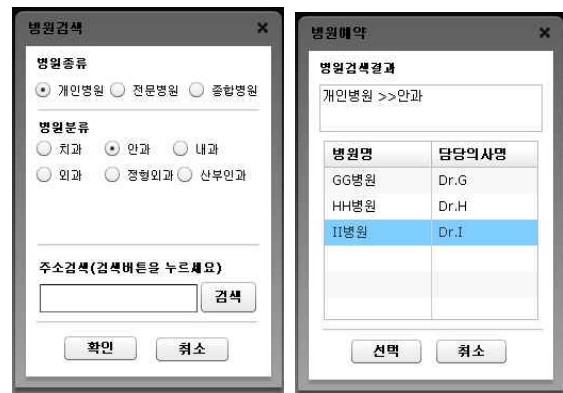 병원검색
병원종류
개인병원 전문병원 종합병원
병원분류
치과 안과 내과
외과 정형외과 산부인과
주소검색(검색버튼을 누르세요)
검색
확인 취소
병원예약
병원검색결과
개인병원 >>안과
병원명 담당의사명
GG병원 Dr.G
HH병원 Dr.H
II병원 Dr.I
선택 취소